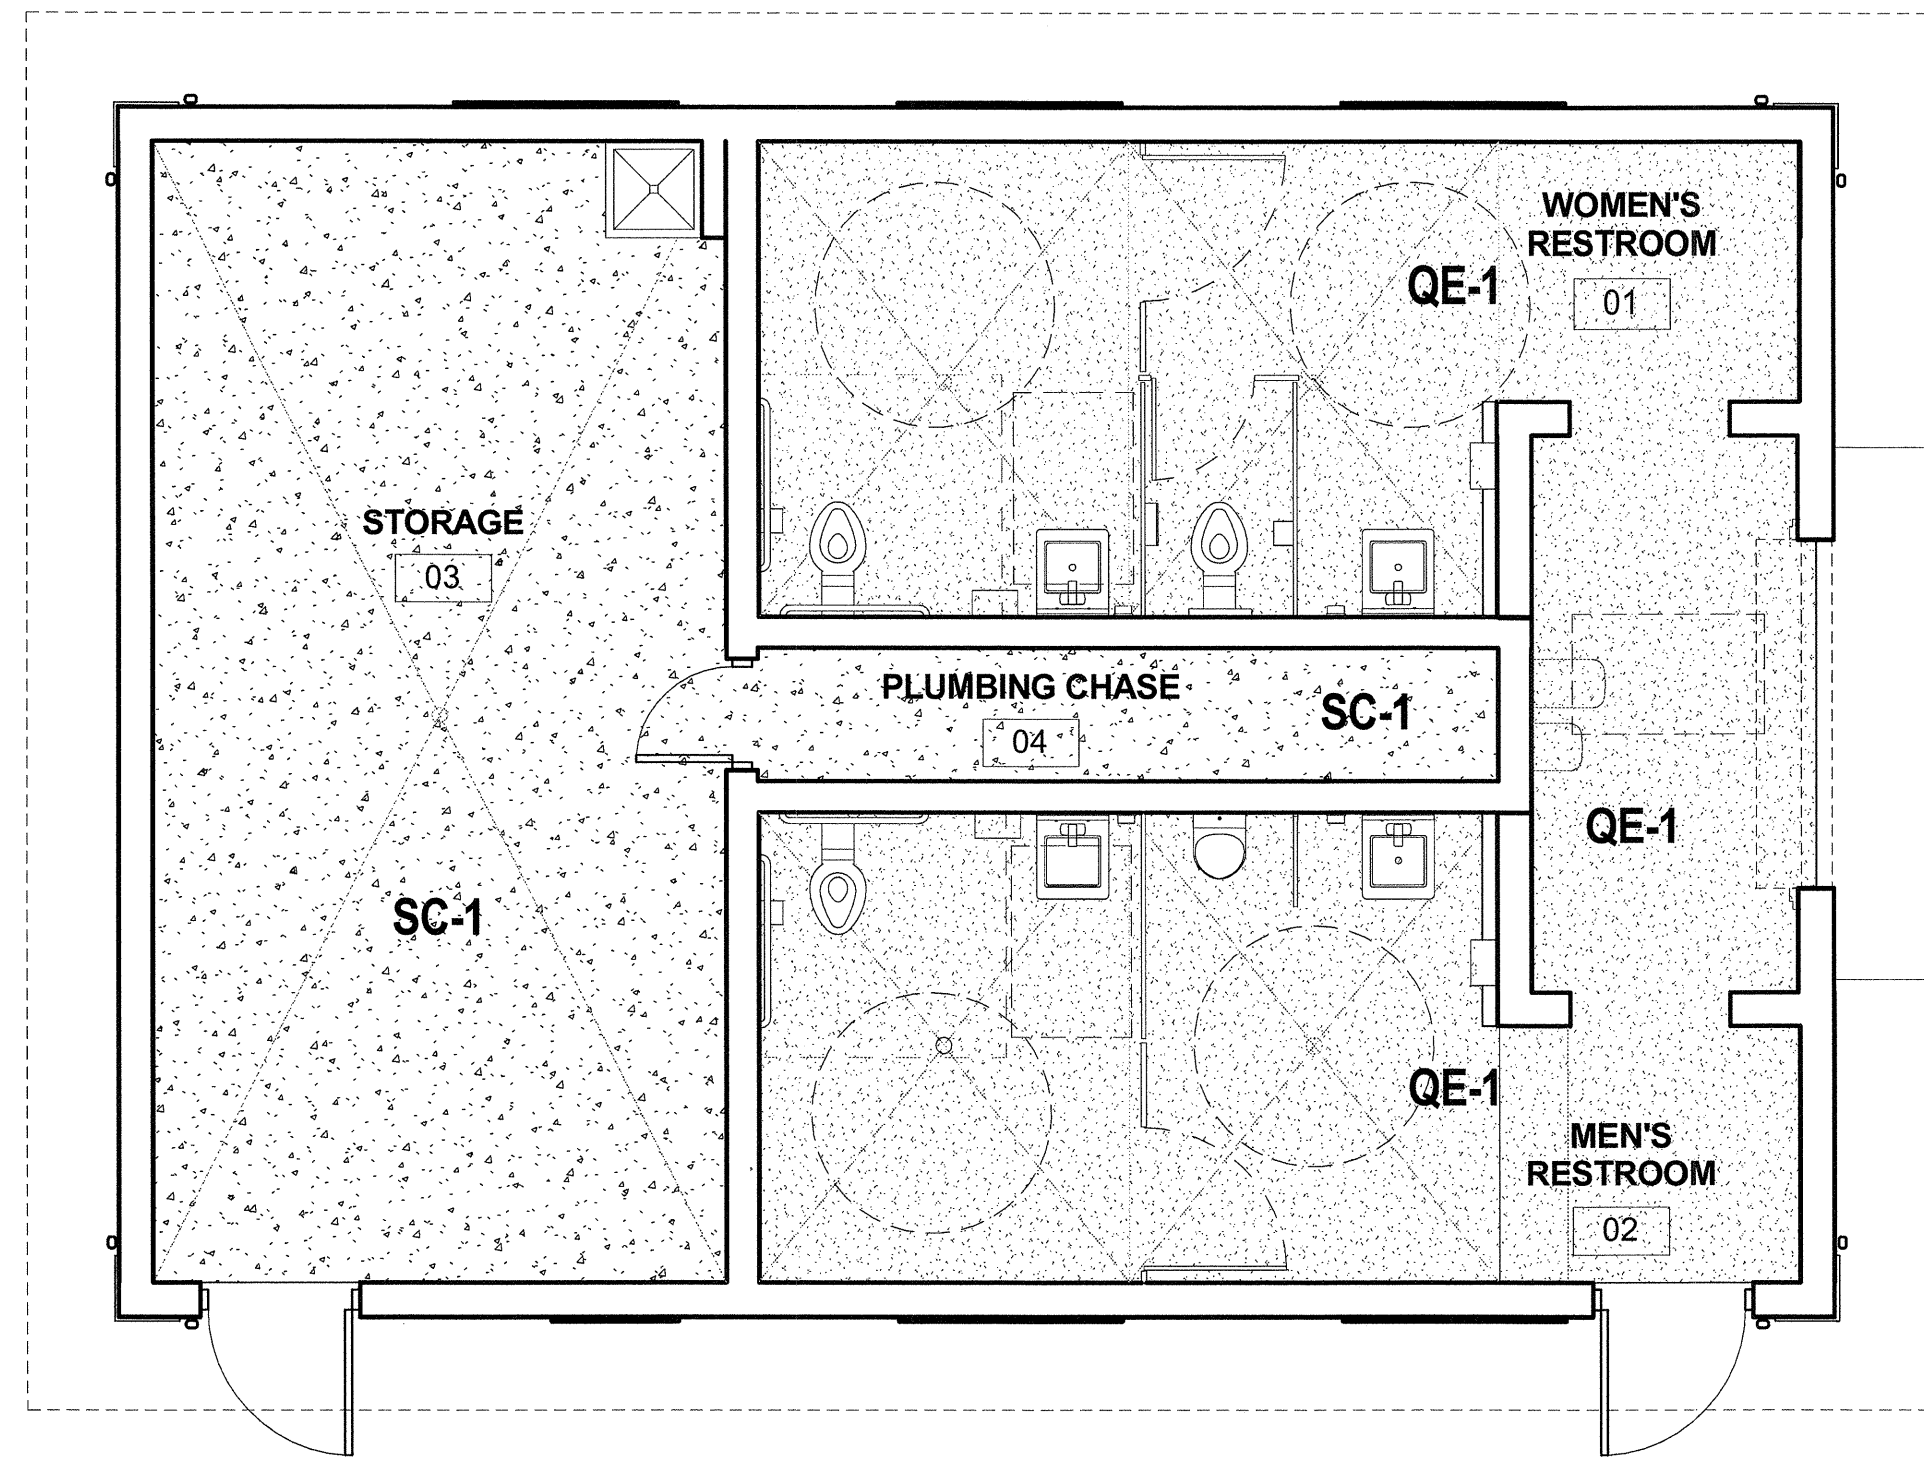 WOMEN'S
RESTROOM
QE-1
01
STORAGE
03
PLUMBING CHASE
SC-1
04
QE-1
SC-1
QE-1
MEN'S
RESTROOM
02